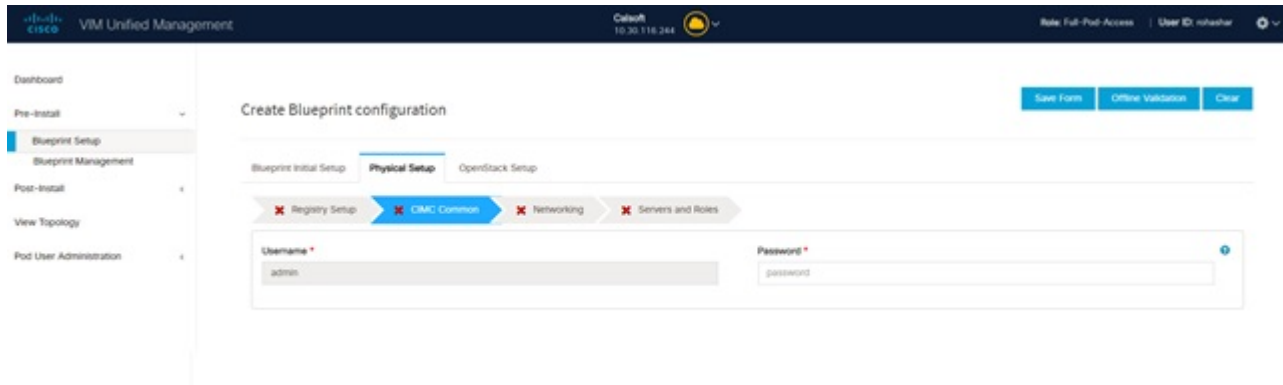 CISCO
VIM Unified Management
Calsoft
10.30.116.244
Role: Full-Pod-Access | User ID: rohashar
Dashboard
Pre-Install
Blueprint Setup
Blueprint Management
Post-Install
View Topology
Pod User Administration
Create Blueprint configuration
Save Form
Offline Validation
Clear
Blueprint Initial Setup
Physical Setup
OpenStack Setup
Registry Setup
CIMC Common
Networking
Servers and Roles
Username *
admin
Password *
password